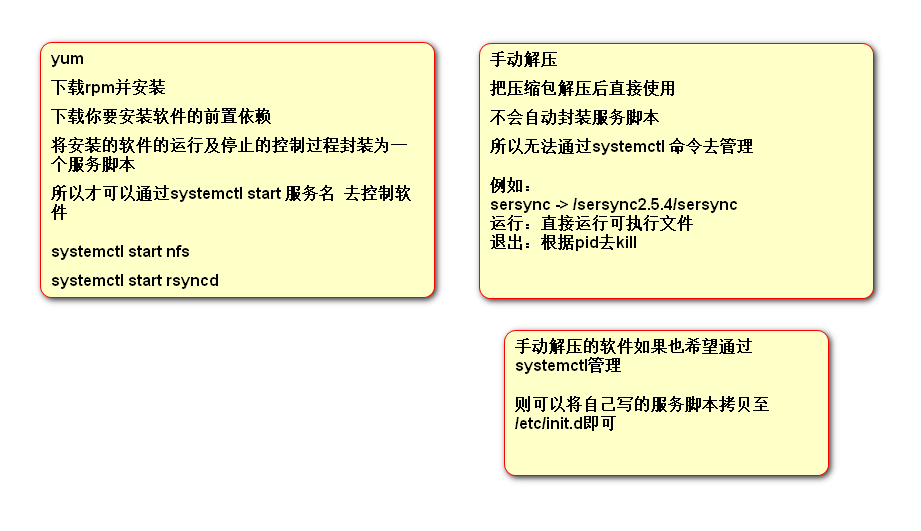 yum
下载rpm并安装
下载你要安装软件的前置依赖
将安装的软件的运行及停止的控制过程封装为一
个服务脚本
所以才可以通过systemctl start 服务名 去控制软
件
systemctl start nfs
systemctl start rsyncd
手动解压
把压缩包解压后直接使用
不会自动封装服务脚本
所以无法通过systemctl 命令去管理
例如：
sersync -> /sersync2.5.4/sersync
运行：直接运行可执行文件
退出：根据pid去kill
手动解压的软件如果也希望通过
systemctl管理
则可以将自己写的服务脚本拷贝至
/etc/init.d即可